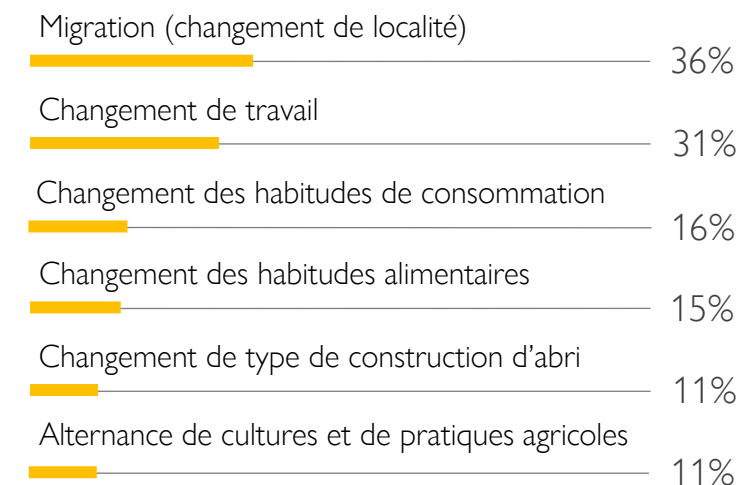 Migration (changement de localité)
36%
Changement de travail
31%
Changement des habitudes de consommation
16%
Changement des habitudes alimentaires
15%
Changement de type de construction d’abri
11%
Alternance de cultures et de pratiques agricoles
11%